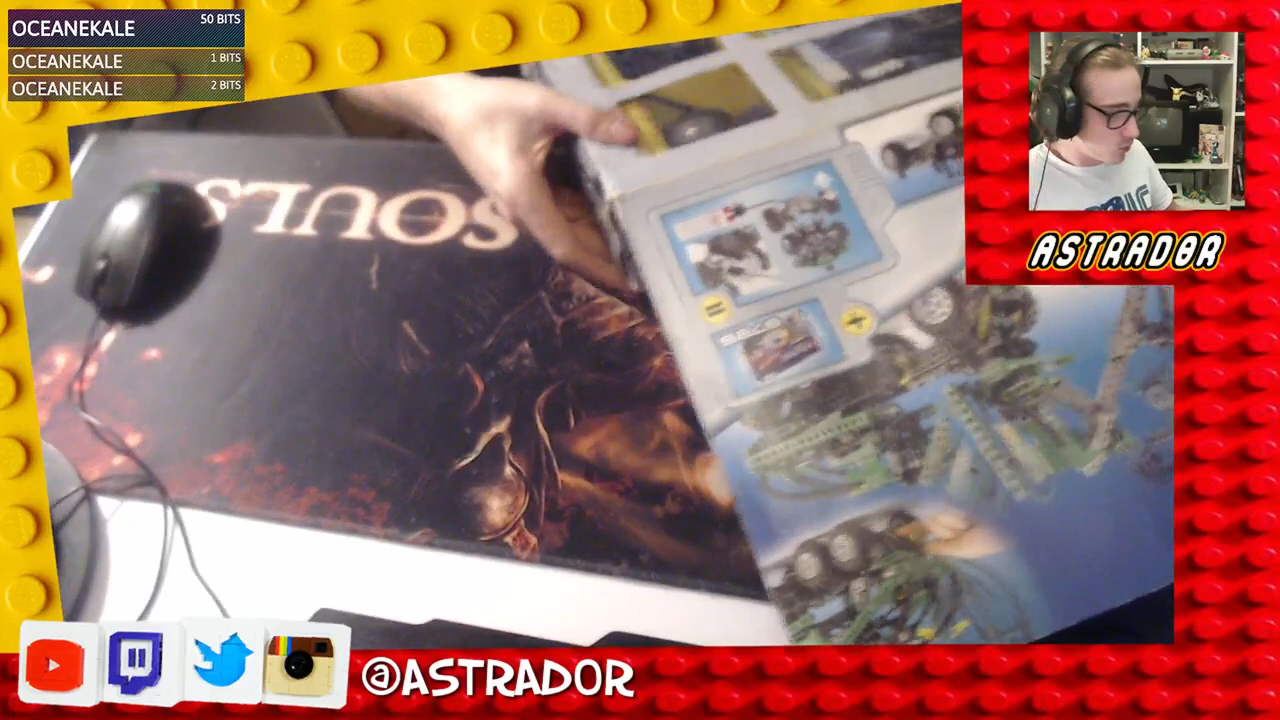 OCEANEKALE 50 BITS
OCEANEKALE 1 BITS
OCEANEKALE 2 BITS
SOULS
ASTRADOR
@ASTRADOR